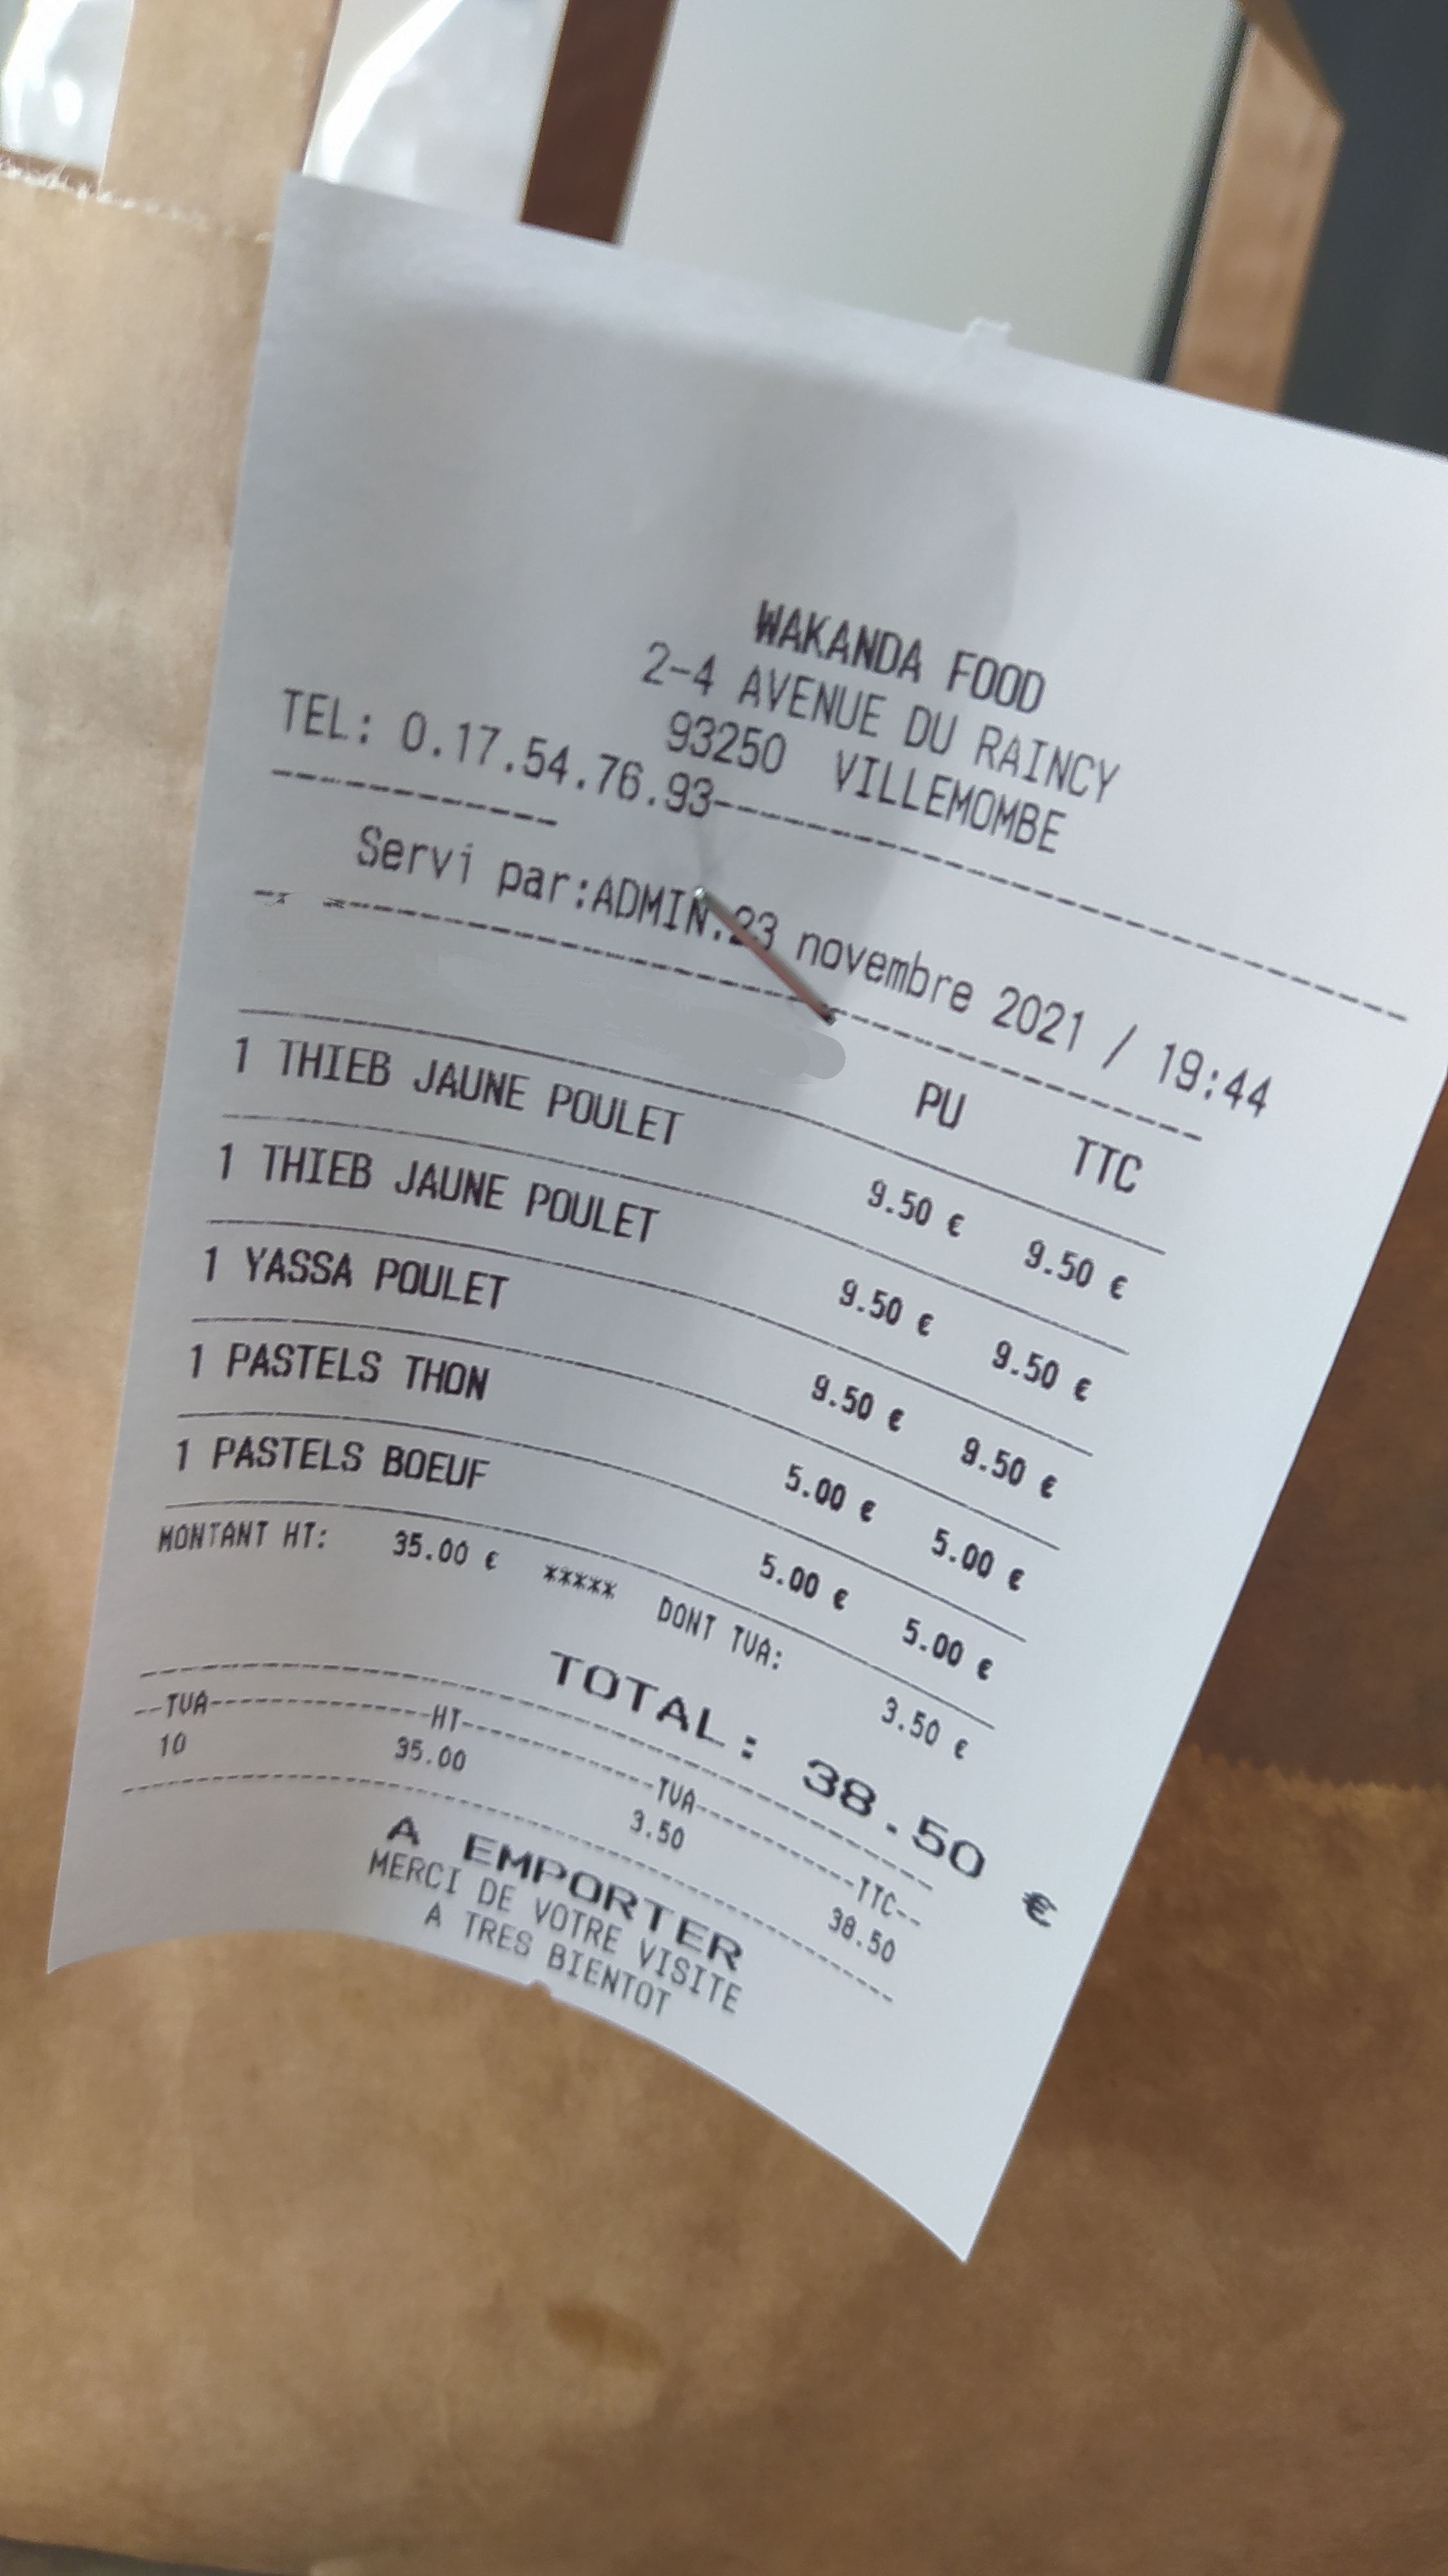 WAKANDA FOOD
2-4 AVENUE DU RAINCY
93250 VILLEMOMBE
TEL: 0.17.54.76.93------------------------------
------------
Servi par:ADMIN.23 novembre 2021 / 19:44
PU TTC
1 THIEB JAUNE POULET 9.50 € 9.50 €
1 THIEB JAUNE POULET 9.50 € 9.50 €
1 YASSA POULET 9.50 € 9.50 €
1 PASTELS THON 5.00 € 5.00 €
1 PASTELS BOEUF 5.00 € 5.00 €
MONTANT HT: 35.00 € ***** DONT TVA: 3.50 €
TOTAL: 38.50 €
--TVA---------------HT--------------TVA------------TTC--
10 35.00 3.50 38.50
A EMPORTER
MERCI DE VOTRE VISITE
A TRES BIENTOT